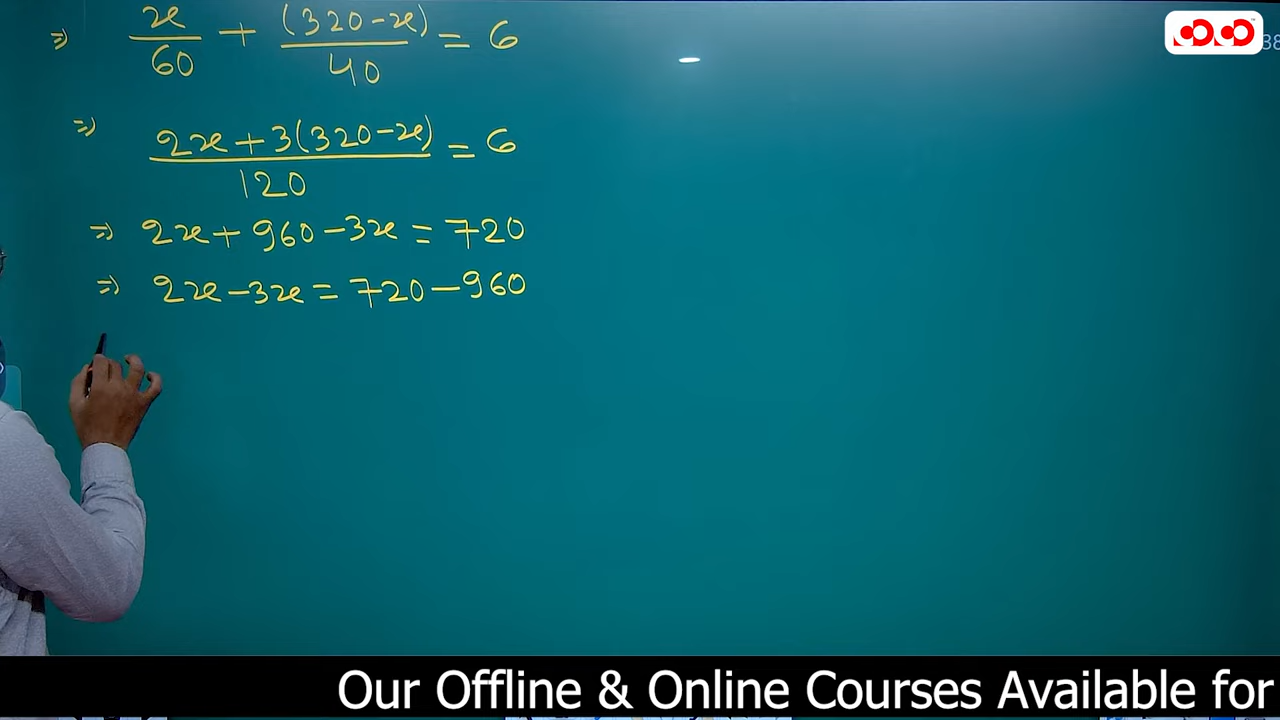 ⇒ x/60 + (320-x)/40 = 6
⇒ 2x+3(320-x)/120 = 6
⇒ 2x+960-3x=720
⇒ 2x-3x=720-960
38
Our Offline & Online Courses Available for